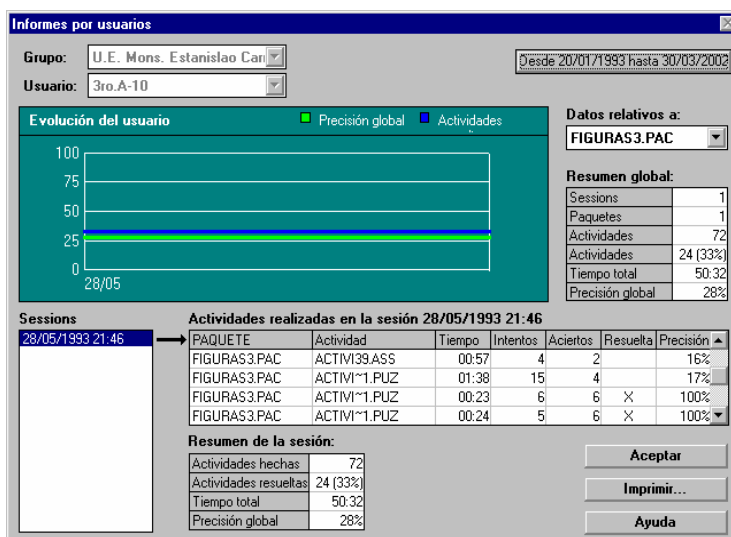 Informes por usuarios
Grupo: U.E. Mons. Estanislao Carr
Desde 20/01/1993 hasta 30/03/2002
Usuario: 3ro.A-10
Evolución del usuario Precisión global Actividades
100
75
50
25
0
28/05
Datos relativos a:
FIGURAS3.PAC
Resumen global:
Sessions 1
Paquetes 1
Actividades 72
Actividades 24 (33%)
Tiempo total 50:32
Precisión global 28%
Sessions
28/05/1993 21:46
Actividades realizadas en la sesión 28/05/1993 21:46
PAQUETE Actividad Tiempo Intentos Aciertos Resuelta Precisión
FIGURAS3.PAC ACTIVI39.ASS 00:57 4 2 16%
FIGURAS3.PAC ACTIVI~1.PUZ 01:38 15 4 17%
FIGURAS3.PAC ACTIVI~1.PUZ 00:23 6 6 X 100%
FIGURAS3.PAC ACTIVI~1.PUZ 00:24 5 6 X 100%
Resumen de la sesión:
Actividades hechas 72
Actividades resueltas 24 (33%)
Tiempo total 50:32
Precisión global 28%
Aceptar
Imprimir...
Ayuda